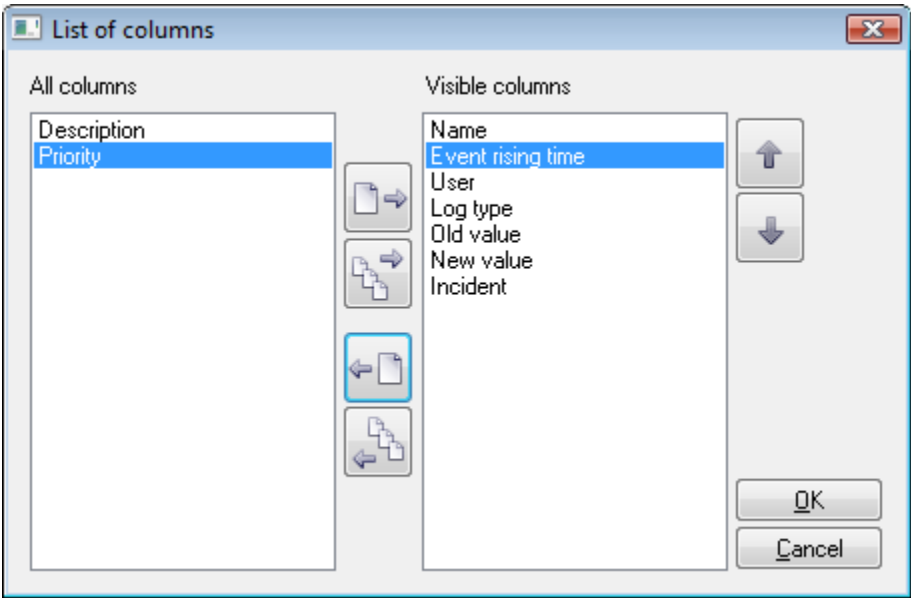 List of columns
All columns
Description
Priority
Visible columns
Name
Event rising time
User
Log type
Old value
New value
Incident
OK
Cancel